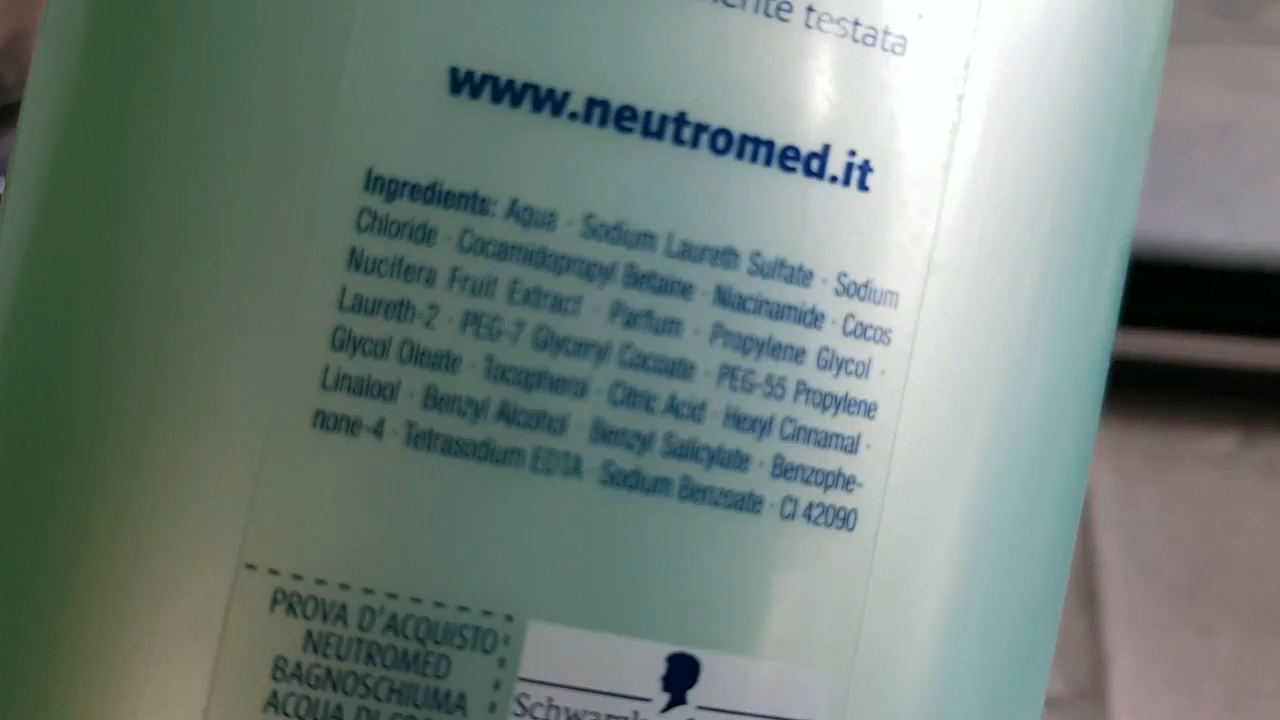 testata
www.neutromed.it
Ingredients: Aqua · Sodium Laureth Sulfate · Sodium
Chloride · Cocamidopropyl Betaine · Niacinamide · Cocos
Nucifera Fruit Extract · Parfum · Propylene Glycol ·
Laureth-2 · PEG-7 Glyceryl Cocoate · PEG-55 Propylene
Glycol Oleate · Tocopherol · Citric Acid · Hexyl Cinnamal ·
Linalool · Benzyl Alcohol · Benzyl Salicylate · Benzophe-
none-4 · Tetrasodium EDTA · Sodium Benzoate · CI 42090
PROVA D'ACQUISTO
NEUTROMED
BAGNOSCHIUMA
ACQUA DI